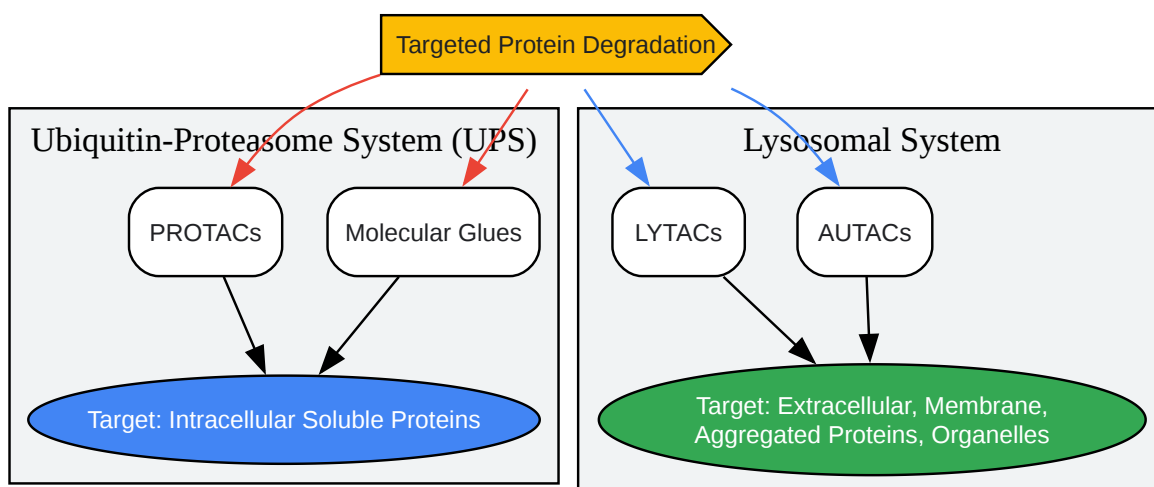 Targeted Protein Degradation
Ubiquitin-Proteasome System (UPS)
Lysosomal System
PROTACs
Molecular Glues
LYTACs
AUTACs
Target: Intracellular Soluble Proteins
Target: Extracellular, Membrane,
Aggregated Proteins, Organelles